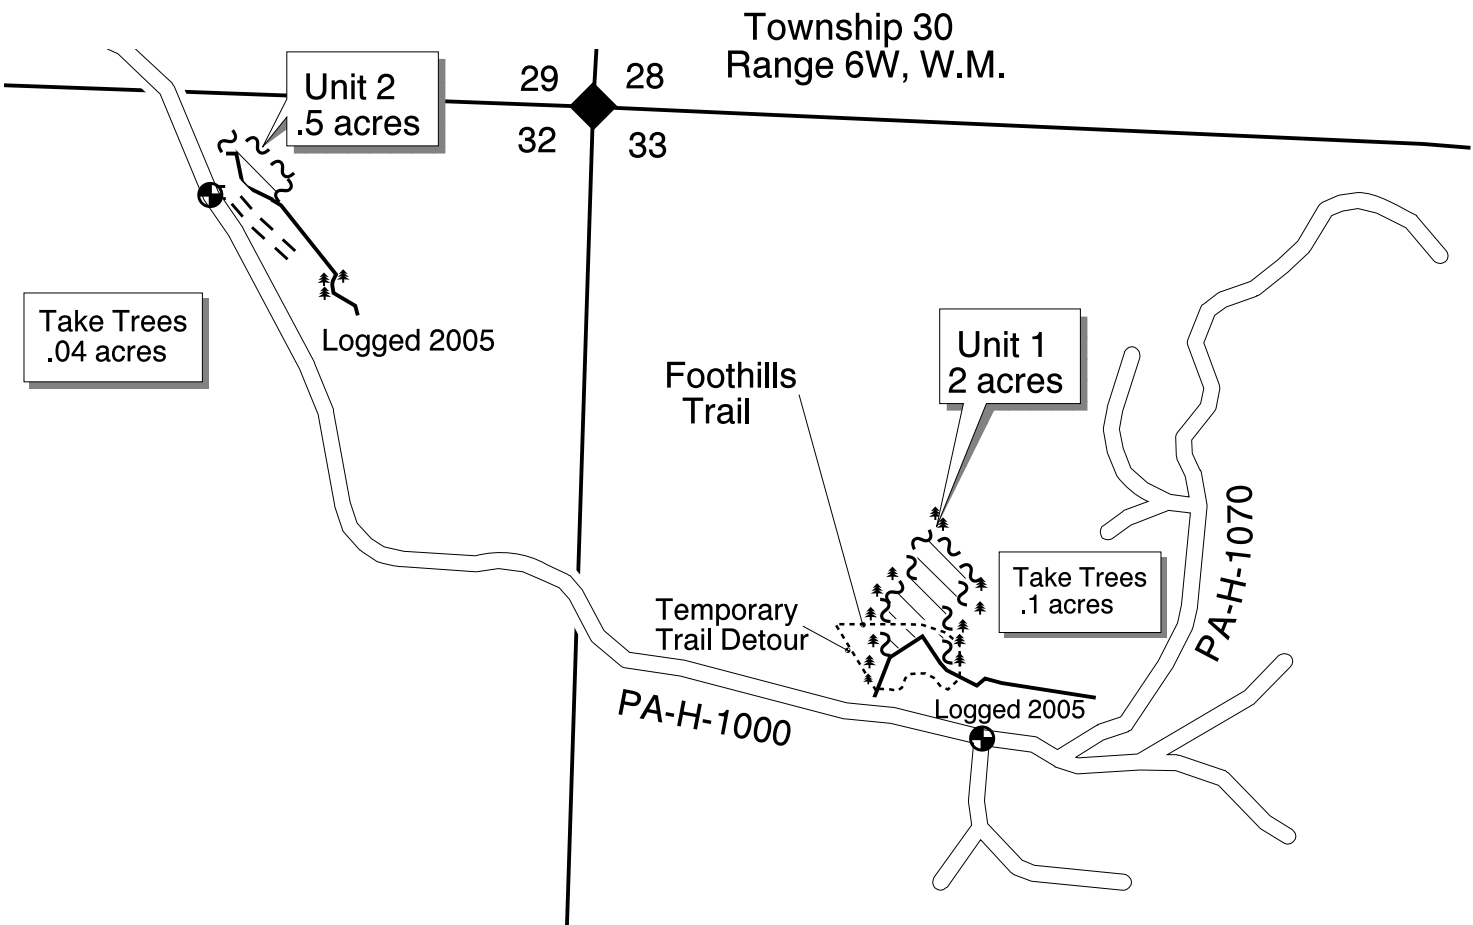 Township 30
Range 6W, W.M.
29
28
32
33
Unit 2
.5 acres
Take Trees
.04 acres
Logged 2005
Foothills
Trail
Unit 1
2 acres
Take Trees
.1 acres
Temporary
Trail Detour
PA-H-1070
PA-H-1000
Logged 2005